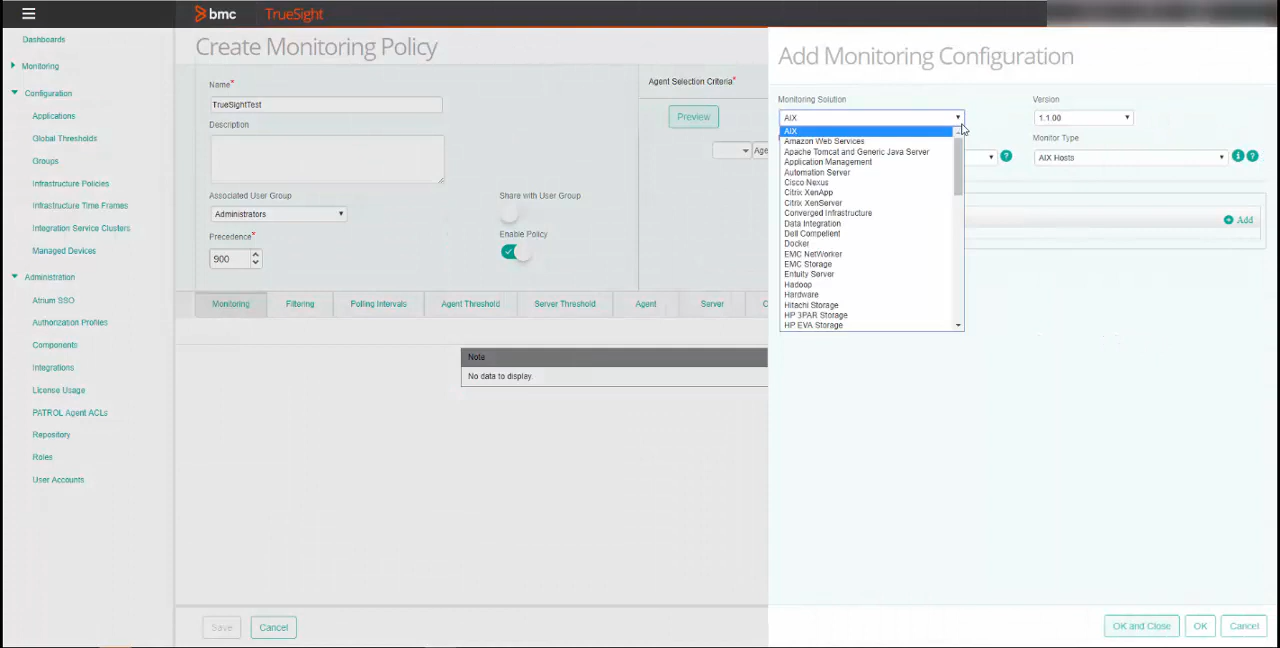 bmc TrueSight
Dashboards
Monitoring
Configuration
Applications
Global Thresholds
Groups
Infrastructure Policies
Infrastructure Time Frames
Integration Service Clusters
Managed Devices
Administration
Atrium SSO
Authorization Profiles
Components
Integrations
License Usage
PATROL Agent ACLs
Repository
Roles
User Accounts
Create Monitoring Policy
Name*
TrueSightTest
Description
Associated User Group
Administrators
Share with User Group
Precedence*
900
Enable Policy
Agent Selection Criteria*
Preview
Monitoring Filtering Polling Intervals Agent Threshold Server Threshold Agent Server
Note
No data to display.
Save Cancel
Add Monitoring Configuration
Monitoring Solution
AIX
AIX
Amazon Web Services
Apache Tomcat and Generic Java Server
Application Management
Automation Server
Cisco Nexus
Citrix XenApp
Citrix XenServer
Converged Infrastructure
Data Integration
Dell Compellent
Docker
EMC NetWorker
EMC Storage
Entuity Server
Hadoop
Hardware
Hitachi Storage
HP 3PAR Storage
HP EVA Storage
Version
1.1.00
Monitor Type
AIX Hosts
Add
OK and Close OK Cancel